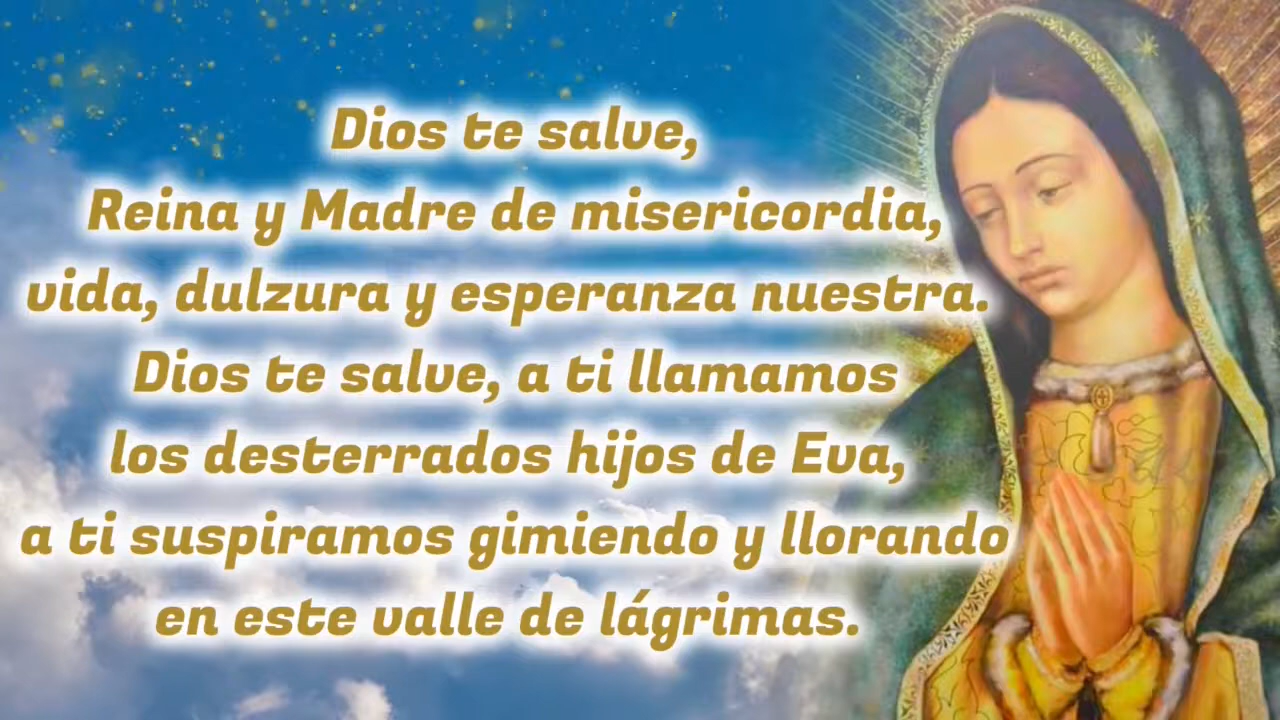 Dios te salve,
Reina y Madre de misericordia,
vida, dulzura y esperanza nuestra.
Dios te salve, a ti llamamos
los desterrados hijos de Eva,
a ti suspiramos gimiendo y llorando
en este valle de lágrimas.